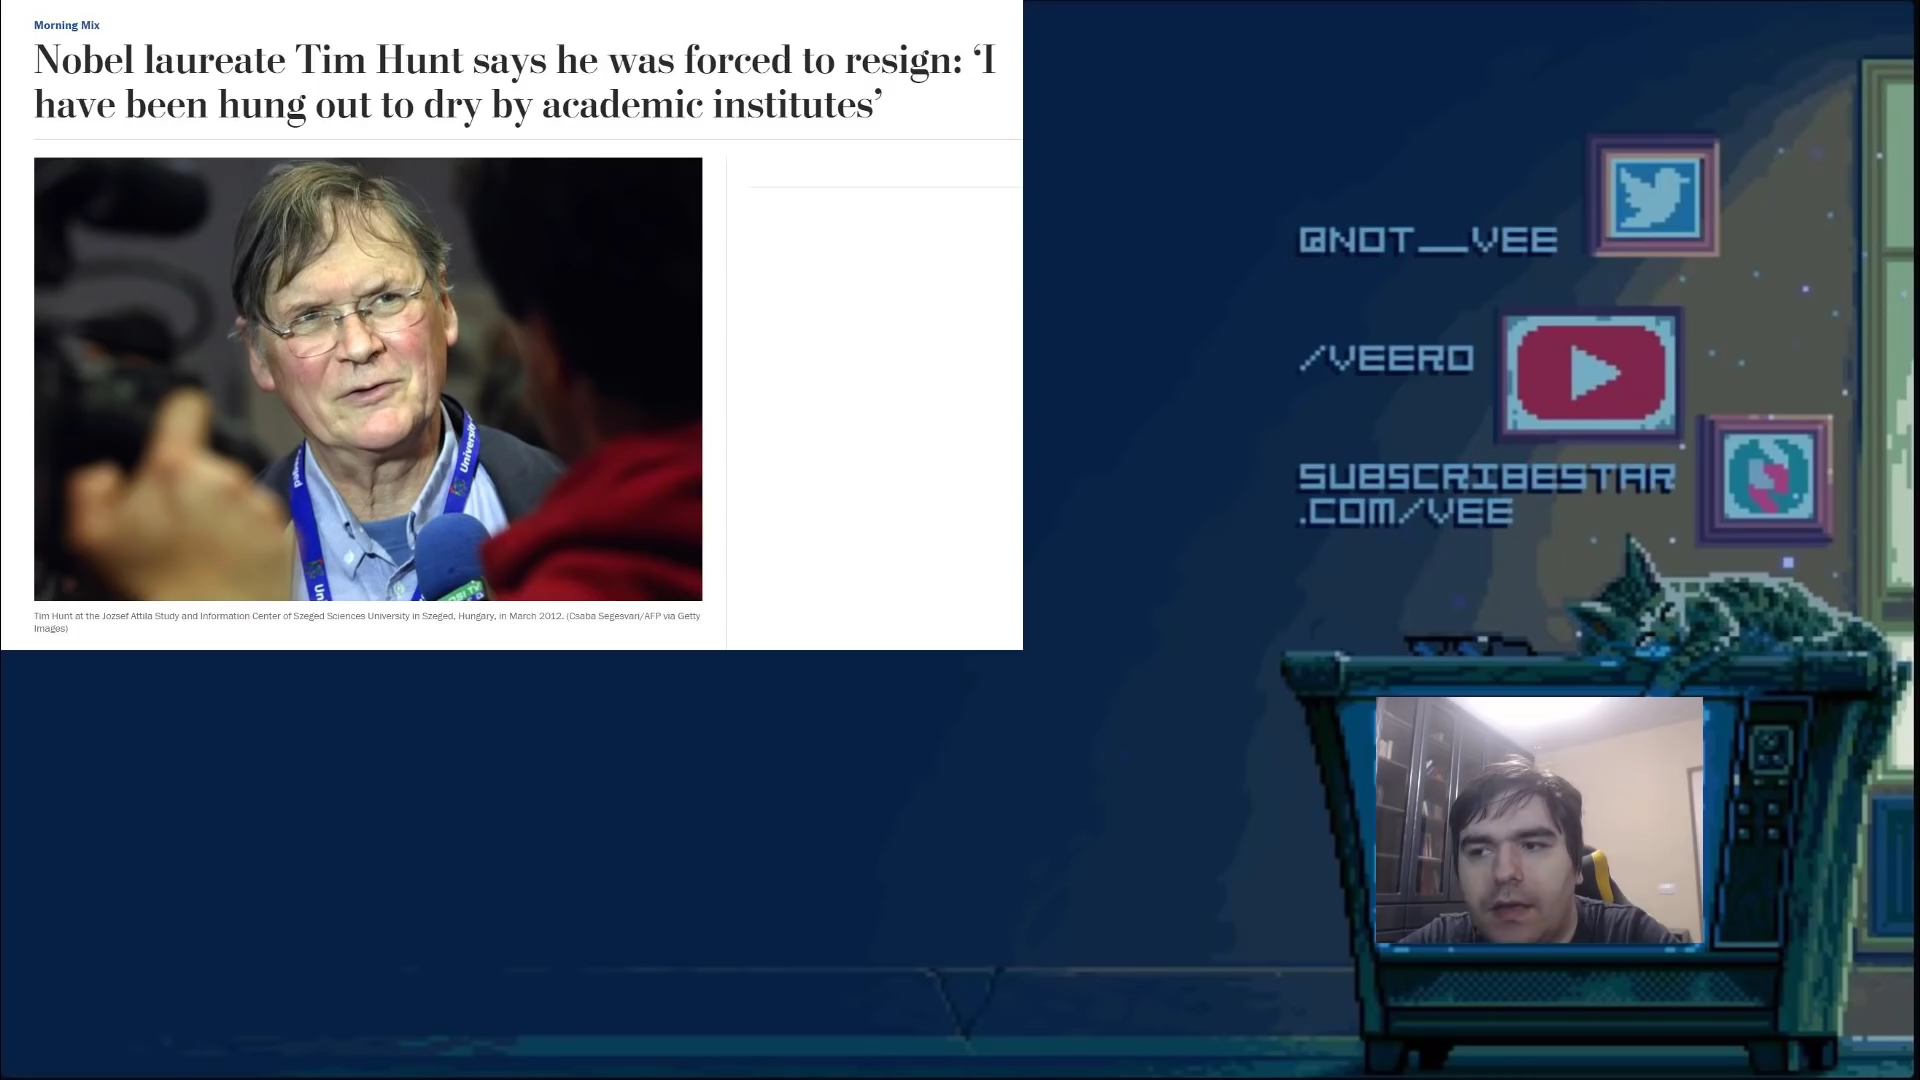 Morning Mix
Nobel laureate Tim Hunt says he was forced to resign: ‘I
have been hung out to dry by academic institutes’
Universi
Un
Tim Hunt at the Jozsef Attila Study and Information Center of Szeged Sciences University in Szeged, Hungary, in March 2012. (Csaba Segesvari/AFP via Getty
Images)
@NOT__VEE
/VEERO
SUBSCRIBESTAR
.COM/VEE